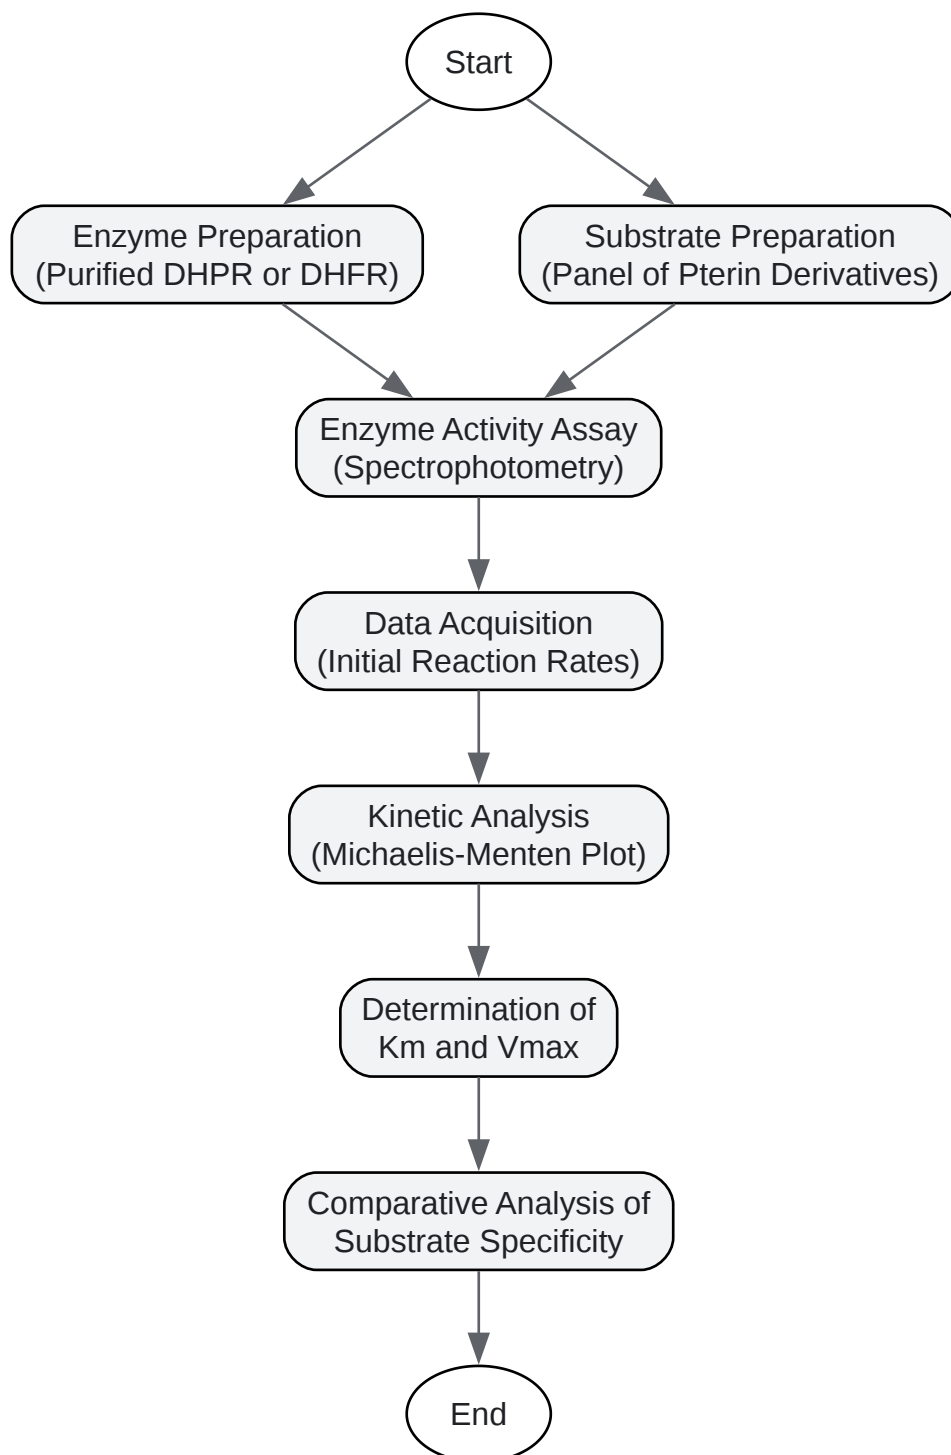 Start
Enzyme Preparation
(Purified DHPR or DHFR)
Substrate Preparation
(Panel of Pterin Derivatives)
Enzyme Activity Assay
(Spectrophotometry)
Data Acquisition
(Initial Reaction Rates)
Kinetic Analysis
(Michaelis-Menten Plot)
Determination of
Km and Vmax
Comparative Analysis of
Substrate Specificity
End